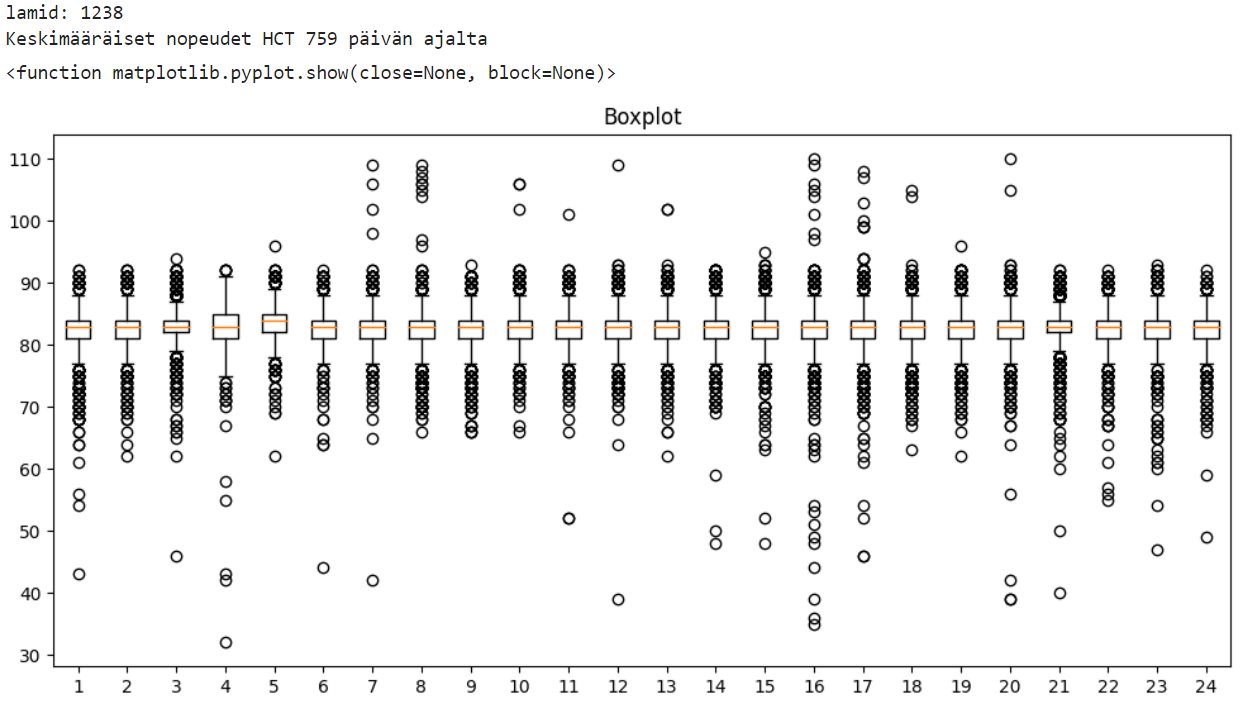 lamid: 1238
Keskimääräiset nopeudet HCT 759 päivän ajalta
<function matplotlib.pyplot.show(close=None, block=None)>
Boxplot
110
100
90
80
70
60
50
40
30
1 2 3 4 5 6 7 8 9 10 11 12 13 14 15 16 17 18 19 20 21 22 23 24